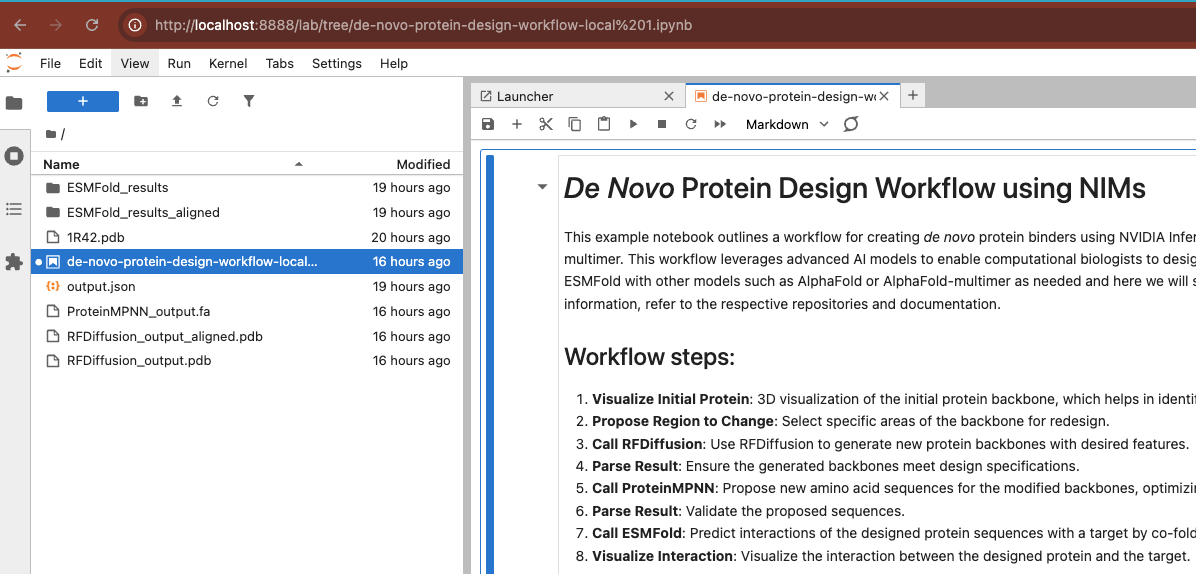 http://localhost:8888/lab/tree/de-novo-protein-design-workflow-local%201.ipynb
File Edit View Run Kernel Tabs Settings Help
+
/
Name Modified
ESMFold_results 19 hours ago
ESMFold_results_aligned 19 hours ago
1R42.pdb 20 hours ago
de-novo-protein-design-workflow-local... 16 hours ago
output.json 19 hours ago
ProteinMPNN_output.fa 16 hours ago
RFDiffusion_output_aligned.pdb 16 hours ago
RFDiffusion_output.pdb 16 hours ago
Launcher de-novo-protein-design-w
Markdown
De Novo Protein Design Workflow using NIMs
This example notebook outlines a workflow for creating de novo protein binders using NVIDIA Infer
multimer. This workflow leverages advanced AI models to enable computational biologists to desig
ESMFold with other models such as AlphaFold or AlphaFold-multimer as needed and here we will s
information, refer to the respective repositories and documentation.
Workflow steps:
1. Visualize Initial Protein: 3D visualization of the initial protein backbone, which helps in identif
2. Propose Region to Change: Select specific areas of the backbone for redesign.
3. Call RFDiffusion: Use RFDiffusion to generate new protein backbones with desired features.
4. Parse Result: Ensure the generated backbones meet design specifications.
5. Call ProteinMPNN: Propose new amino acid sequences for the modified backbones, optimizin
6. Parse Result: Validate the proposed sequences.
7. Call ESMFold: Predict interactions of the designed protein sequences with a target by co-fold
8. Visualize Interaction: Visualize the interaction between the designed protein and the target.